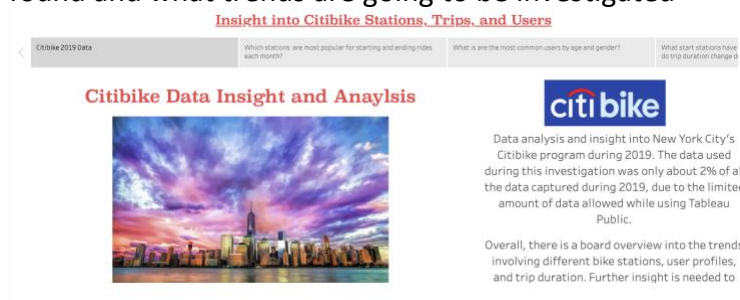 found and what trends are going to be investigated
Insight into Citibike Stations, Trips, and Users
Citibike 2019 Data
Which stations are most popular for starting and ending rides
each month?
What is are the most common users by age and gender?
What start stations have
do trip duration change d
Citibike Data Insight and Anaylsis
citi bike
Data analysis and insight into New York City's
Citibike program during 2019. The data used
during this investigation was only about 2% of al
the data captured during 2019, due to the limited
amount of data allowed while using Tableau
Public.
Overall, there is a board overview into the trends
involving different bike stations, user profiles,
and trip duration. Further insight is needed to